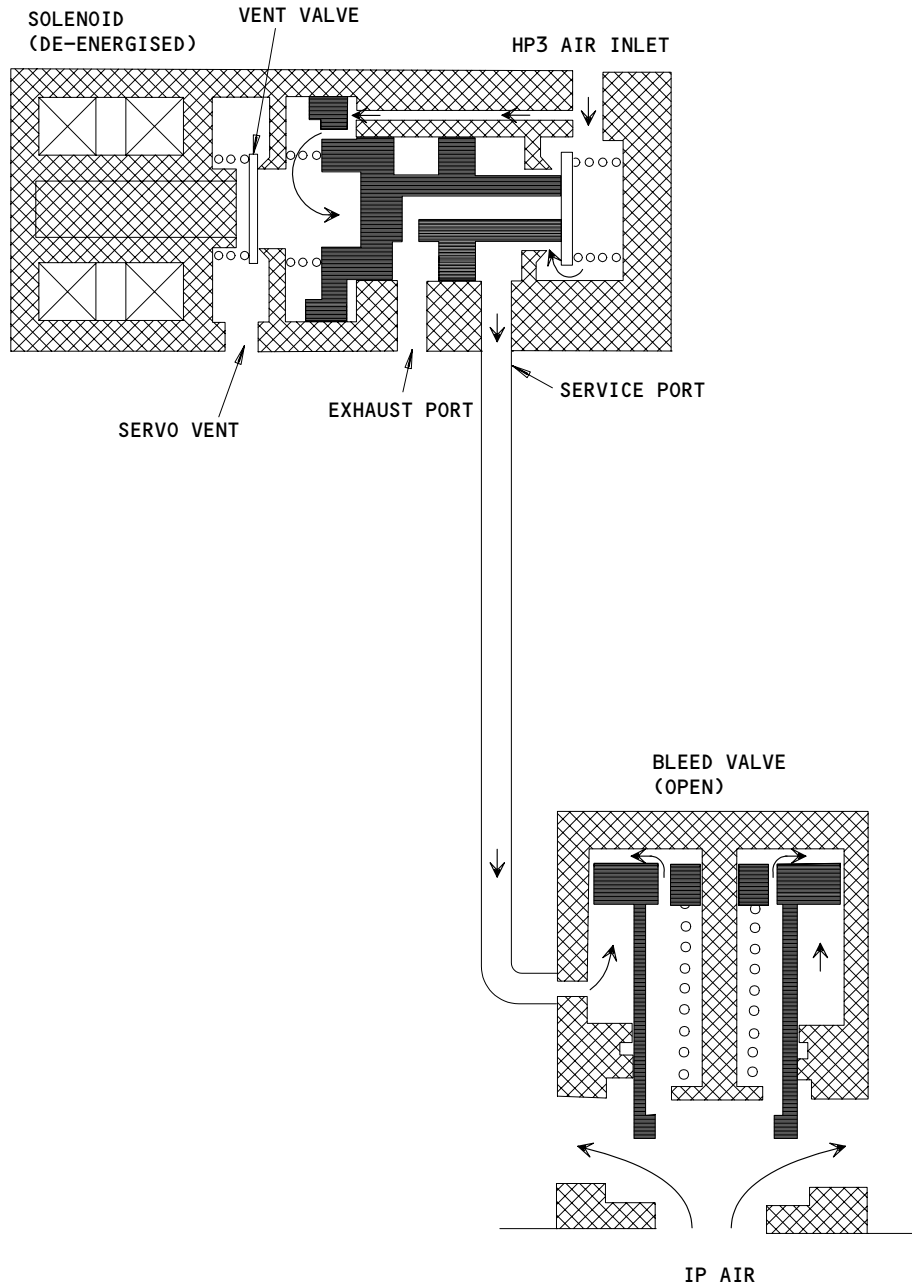 SOLENOID
(DE-ENERGISED)
VENT VALVE
HP3 AIR INLET
SERVO VENT
EXHAUST PORT
SERVICE PORT
BLEED VALVE
(OPEN)
IP AIR